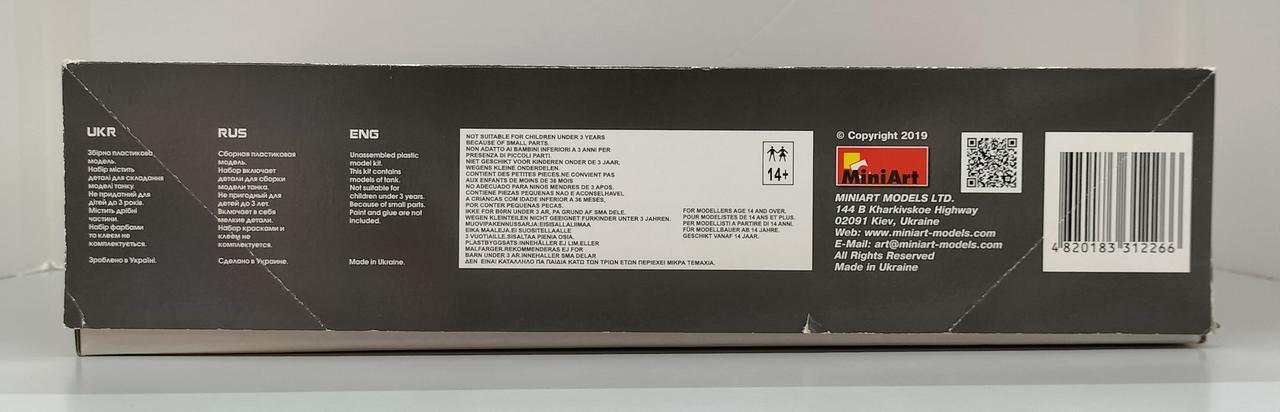 UKR
Збірна пластикова
модель.
Набір містить
деталі для складання
моделі танку.
Не придатний для
дітей до 3 років.
Містить дрібні
частини.
Набір фарбами
та клеєм не
комплектується.
Зроблено в Україні.
RUS
Сборная пластиковая
модель.
Набор включает
детали для сборки
модели танка.
Не пригодный для
детей до 3 лет.
Включает в себя
мелкие детали.
Набор красками и
клеем не
комплектуется.
Сделано в Украине.
ENG
Unassembled plastic
model kit.
This kit contains
models of tank.
Not suitable for
children under 3 years.
Because of small parts.
Paint and glue are not
included.
Made in Ukraine.
NOT SUITABLE FOR CHILDREN UNDER 3 YEARS
BECAUSE OF SMALL PARTS.
NON ADATTO AI BAMBINI INFERIORI A 3 ANNI PER
PRESENZA DI PICCOLI PARTI.
NIET GESCHIKT VOOR KINDEREN ONDER DE 3 JAAR,
WEGENS KLEINE ONDERDELEN.
CONTIENT DES PETITES PIECES.NE CONVIENT PAS
AUX ENFANTS DE MOINS DE 36 MOIS
NO ADECUADO PARA NINOS MENORES DE 3 APOS.
CONTIENE PIEZAS PEQUENAS NAO E ACONSELHAVEL
A CRIANCAS COM IDADE INFERIOR A 36 MESES,
POR CONTER PEQUENAS PECAS.
IKKE FOR BORN UNDER 3 AR, PA GRUND AF SMA DELE.
WEGEN KLEINTEILEN NICHT GEEIGNET FURKINDER UNTER 3 JAHREN.
MUOVIPAKENNUSSARJA:EISISALLALIIMAA
EIKA MAALEJA.EI SUOSITELLAALLE
3 VUOTIAILLE.SISALTAA PIENIA OSIA.
PLASTBYGGSATS:INNEHÅLLER EJ LIM.ELLER
MALFARGER.REKOMMENDERAS EJ FOR
BARN UNDER 3 AR.INNEHALLER SMA DELAR
ΔΕΝ ΕΙΝΑΙ ΚΑΤΑΛΛΗΛΟ ΓΙΑ ΠΑΙΔΙΑ ΚΑΤΩ ΤΩΝ ΤΡΙΩΝ ΕΤΩΝ ΠΕΡΙΕΧΕΙ ΜΙΚΡΑ ΤΕΜΑΧΙΑ.
14+
FOR MODELLERS AGE 14 AND OVER.
POUR MODELISTES DE 14 ANS ET PLUS.
PER MODELLISTI A PARTIRE DI 14 ANNI.
FÜR MODELLBAUER AB 14 JAHRE.
GESCHIKT VANAF 14 JAAR.
© Copyright 2019
MiniArt
MINIART MODELS LTD.
144 B Kharkivskoe Highway
02091 Kiev, Ukraine
Web: www.miniart-models.com
E-Mail: art@miniart-models.com
All Rights Reserved
Made in Ukraine
4 820183 312266